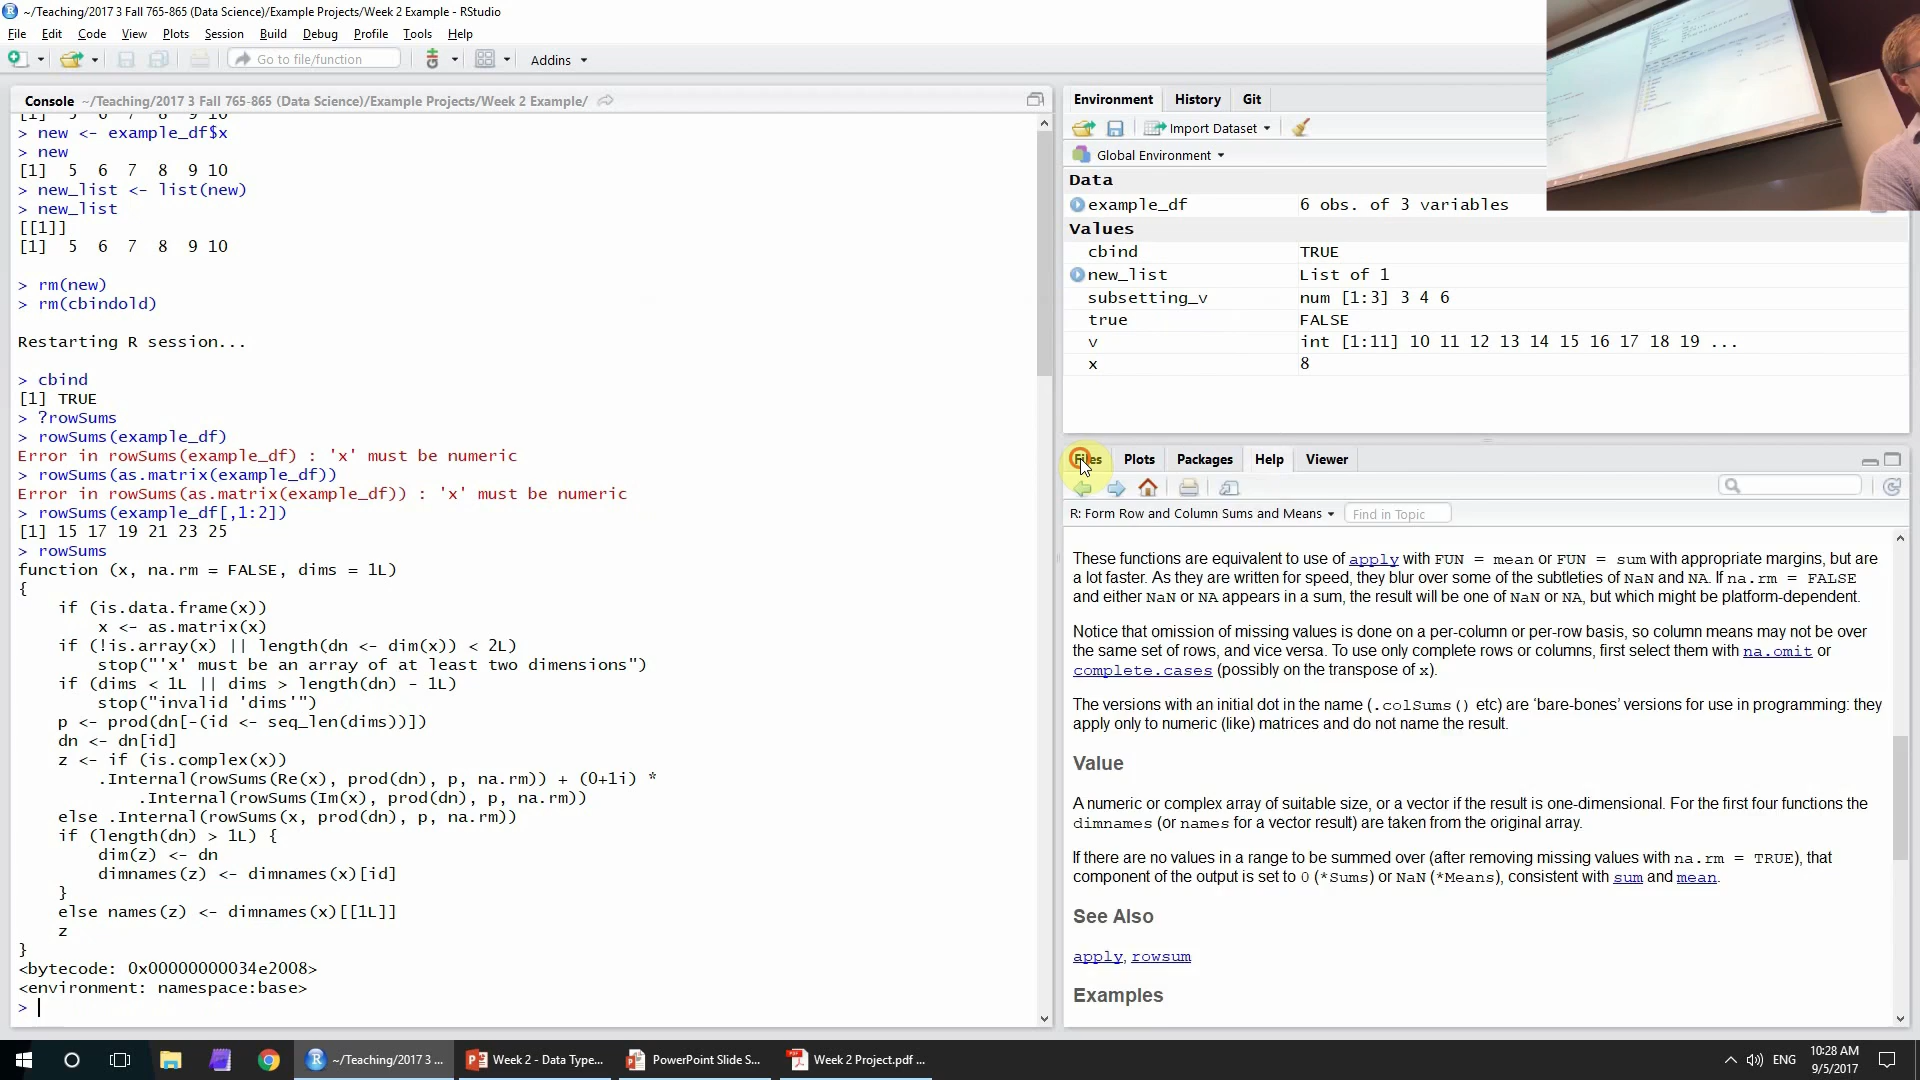 ~/Teaching/2017 3 Fall 765-865 (Data Science)/Example Projects/Week 2 Example - RStudio
File Edit Code View Plots Session Build Debug Profile Tools Help
Go to file/function Addins
Console ~/Teaching/2017 3 Fall 765-865 (Data Science)/Example Projects/Week 2 Example/
[1] 5 6 7 8 9 10
> new <- example_df$x
> new
[1] 5 6 7 8 9 10
> new_list <- list(new)
> new_list
[[1]]
[1] 5 6 7 8 9 10
> rm(new)
> rm(cbindold)
Restarting R session...
> cbind
[1] TRUE
> ?rowSums
> rowSums(example_df)
Error in rowSums(example_df) : 'x' must be numeric
> rowSums(as.matrix(example_df))
Error in rowSums(as.matrix(example_df)) : 'x' must be numeric
> rowSums(example_df[,1:2])
[1] 15 17 19 21 23 25
> rowSums
function (x, na.rm = FALSE, dims = 1L)
{
    if (is.data.frame(x))
        x <- as.matrix(x)
    if (!is.array(x) || length(dn <- dim(x)) < 2L)
        stop("'x' must be an array of at least two dimensions")
    if (dims < 1L || dims > length(dn) - 1L)
        stop("invalid 'dims'")
    p <- prod(dn[-(id <- seq_len(dims))])
    dn <- dn[id]
    z <- if (is.complex(x))
        .Internal(rowSums(Re(x), prod(dn), p, na.rm)) + (0+1i) *
            .Internal(rowSums(Im(x), prod(dn), p, na.rm))
    else .Internal(rowSums(x, prod(dn), p, na.rm))
    if (length(dn) > 1L) {
        dim(z) <- dn
        dimnames(z) <- dimnames(x)[id]
    }
    else names(z) <- dimnames(x)[[1L]]
    z
}
<bytecode: 0x00000000034e2008>
<environment: namespace:base>
>
Environment History Git
Import Dataset
Global Environment
Data
example_df 6 obs. of 3 variables
Values
cbind TRUE
new_list List of 1
subsetting_v num [1:3] 3 4 6
true FALSE
v int [1:11] 10 11 12 13 14 15 16 17 18 19 ...
x 8
Files Plots Packages Help Viewer
R: Form Row and Column Sums and Means Find in Topic
These functions are equivalent to use of apply with FUN = mean or FUN = sum with appropriate margins, but are
a lot faster. As they are written for speed, they blur over some of the subtleties of NaN and NA. If na.rm = FALSE
and either NaN or NA appears in a sum, the result will be one of NaN or NA, but which might be platform-dependent.
Notice that omission of missing values is done on a per-column or per-row basis, so column means may not be over
the same set of rows, and vice versa. To use only complete rows or columns, first select them with na.omit or
complete.cases (possibly on the transpose of x).
The versions with an initial dot in the name (.colSums() etc) are ‘bare-bones’ versions for use in programming: they
apply only to numeric (like) matrices and do not name the result.
Value
A numeric or complex array of suitable size, or a vector if the result is one-dimensional. For the first four functions the
dimnames (or names for a vector result) are taken from the original array.
If there are no values in a range to be summed over (after removing missing values with na.rm = TRUE), that
component of the output is set to 0 (*Sums) or NaN (*Means), consistent with sum and mean.
See Also
apply, rowsum
Examples
~/Teaching/2017 3 ... Week 2 - Data Type... PowerPoint Slide S... Week 2 Project.pdf ... ENG 10:28 AM
9/5/2017